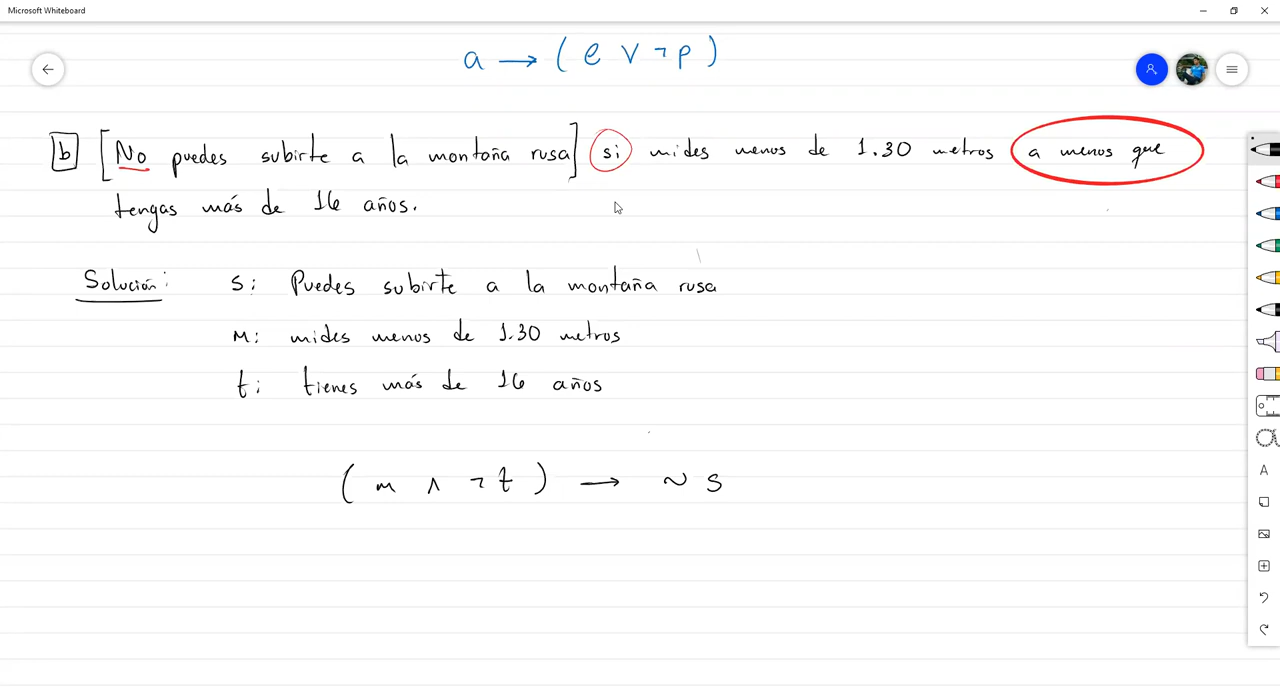 Microsoft Whiteboard
a → ( e ∨ ¬ p )
b [No puedes subirte a la montaña rusa] si mides menos de 1.30 metros a menos que
tengas más de 16 años.
Solución: s: Puedes subirte a la montaña rusa
m: mides menos de 1.30 metros
t: tienes más de 16 años
( m ∧ ¬ t ) → ~ s
A